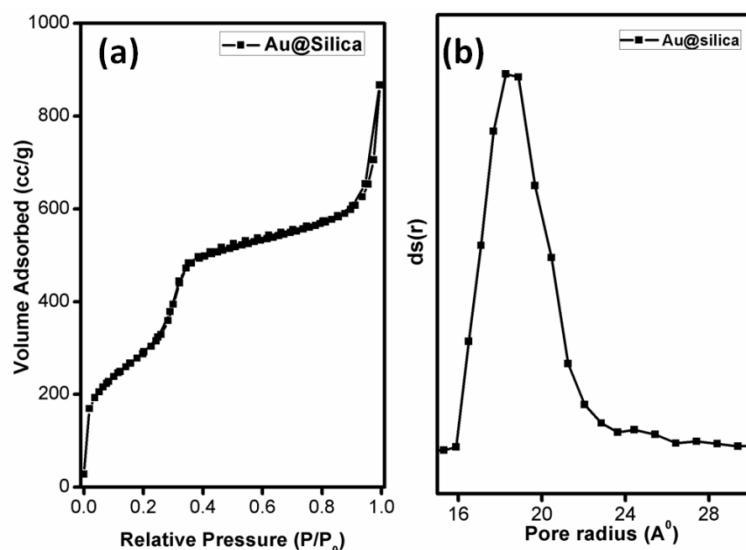 (a)
Au@Silica
1000
800
600
400
200
0
Volume Adsorbed (cc/g)
0.0 0.2 0.4 0.6 0.8 1.0
Relative Pressure (P/P₀)
(b)
Au@silica
ds(r)
16 20 24 28
Pore radius (A⁰)